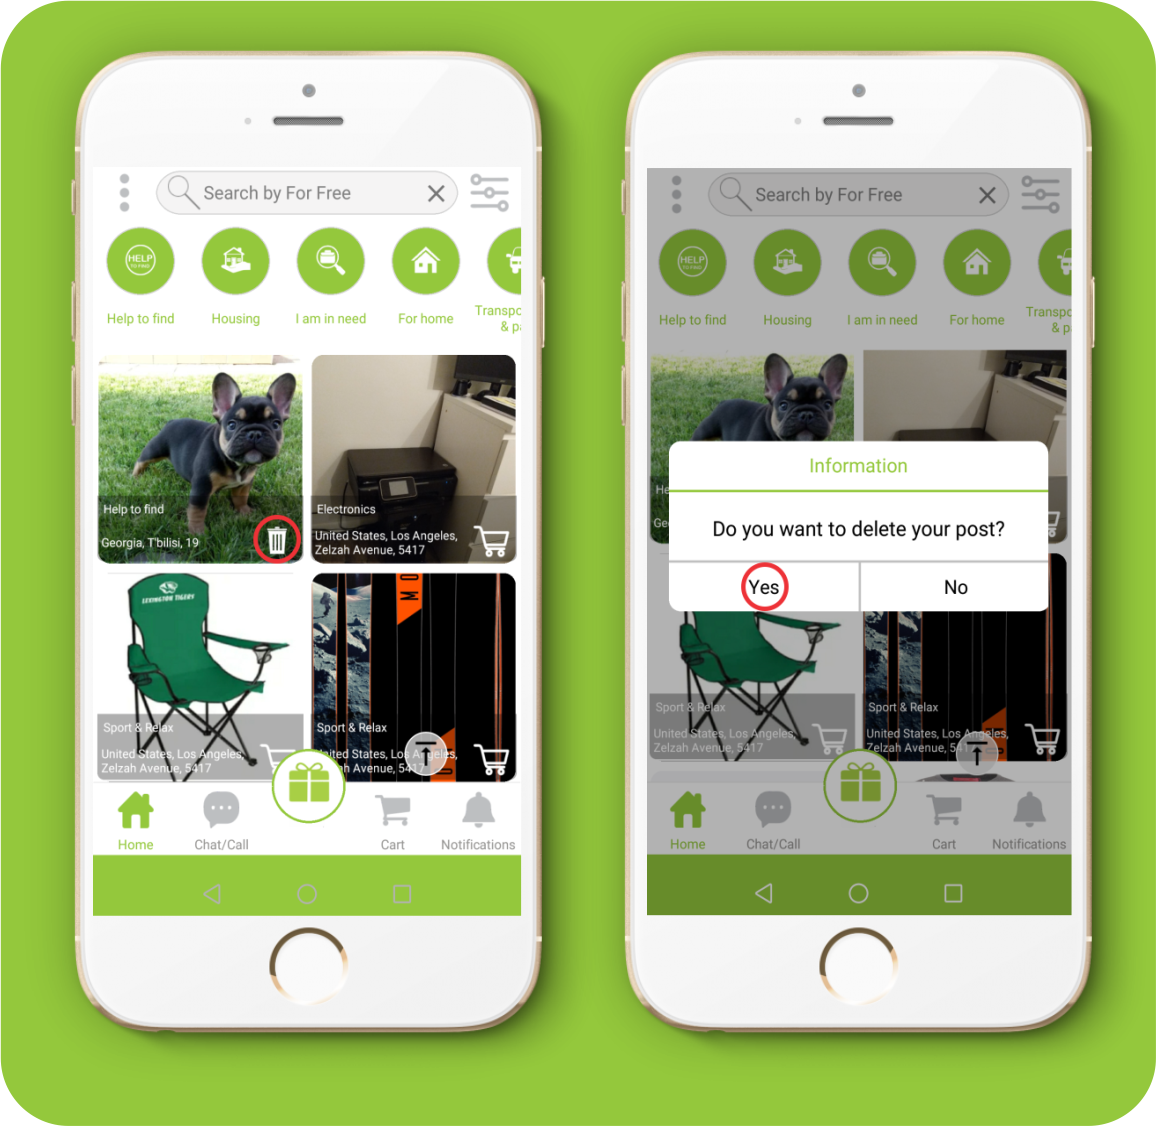 Search by For Free
HELP
TO FIND
Help to find
Housing
I am in need
For home
Transpo
& pa
Help to find
Georgia, T'bilisi, 19
Electronics
United States, Los Angeles,
Zelzah Avenue, 5417
LEXINGTON TIGERS
Sport & Relax
United States, Los Angeles,
Zelzah Avenue, 5417
MO
Sport & Relax
ited States, Los Angeles,
h Avenue, 5417
Home
Chat/Call
Cart
Notifications
Search by For Free
HELP
TO FIND
Help to find
Housing
I am in need
For home
Transpo
& pa
He
Ge
Information
Do you want to delete your post?
Yes
No
Sport & Relax
United States, Los Angeles,
Zelzah Avenue, 5417
Sport & Relax
United States, Los Angeles,
Zelzah Avenue, 5417
Home
Chat/Call
Cart
Notifications